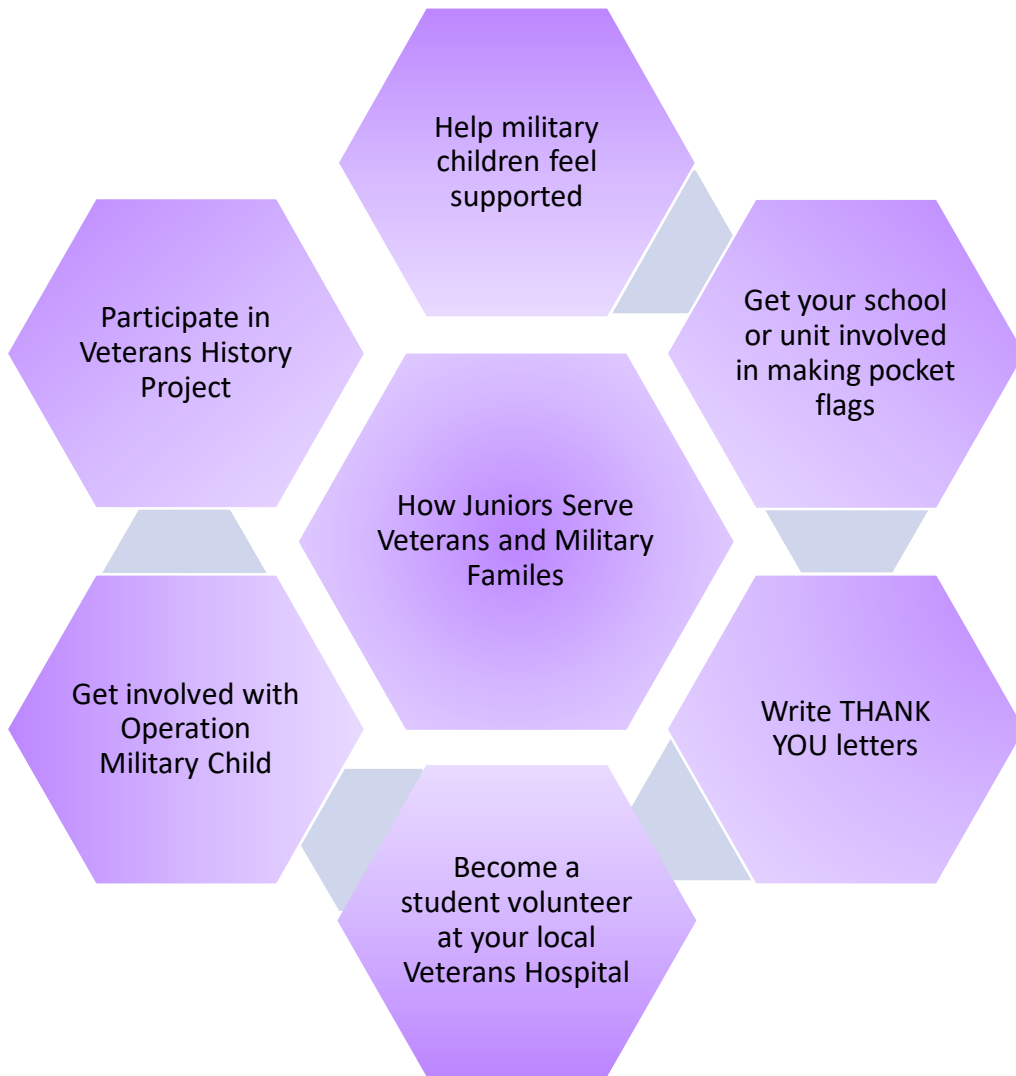 Help military
children feel
supported
Get your school
or unit involved
in making pocket
flags
Write THANK
YOU letters
Become a
student volunteer
at your local
Veterans Hospital
Get involved with
Operation
Military Child
Participate in
Veterans History
Project
How Juniors Serve
Veterans and Military
Familes